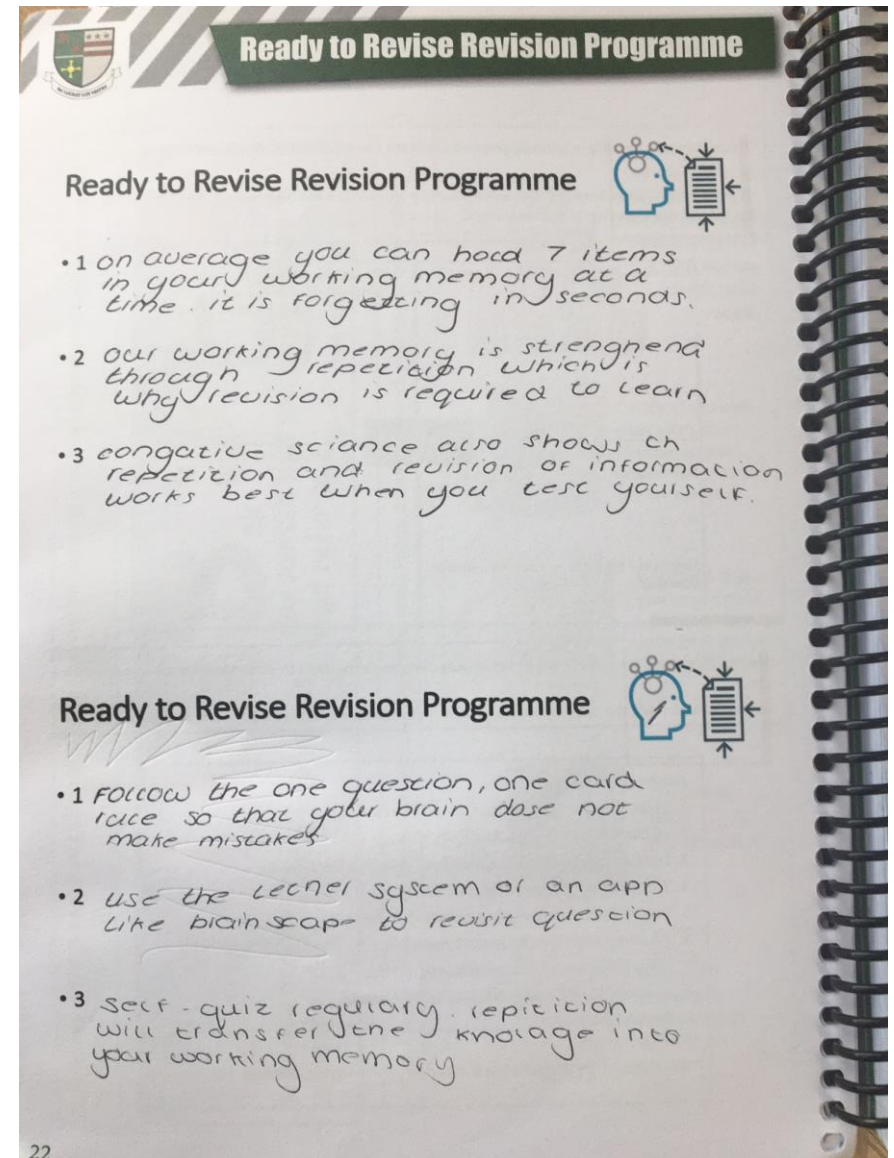 Ready to Revise Revision Programme
Ready to Revise Revision Programme
• 1 on average you can hold 7 items
in your working memory at a
time. it is forgetting in seconds.
• 2 our working memory is strenghend
through repetition which is
why revision is required to learn
• 3 congative sciance also shows th
repetition and revision of information
works best when you test yourself.
Ready to Revise Revision Programme
• 1 Follow the one question, one card
rule so that your brain dose not
make mistakes
• 2 use the Leitner system or an app
like brainscape to revisit question
• 3 self-quiz regulary. repitition
will transfer the knolage into
your working memory
22